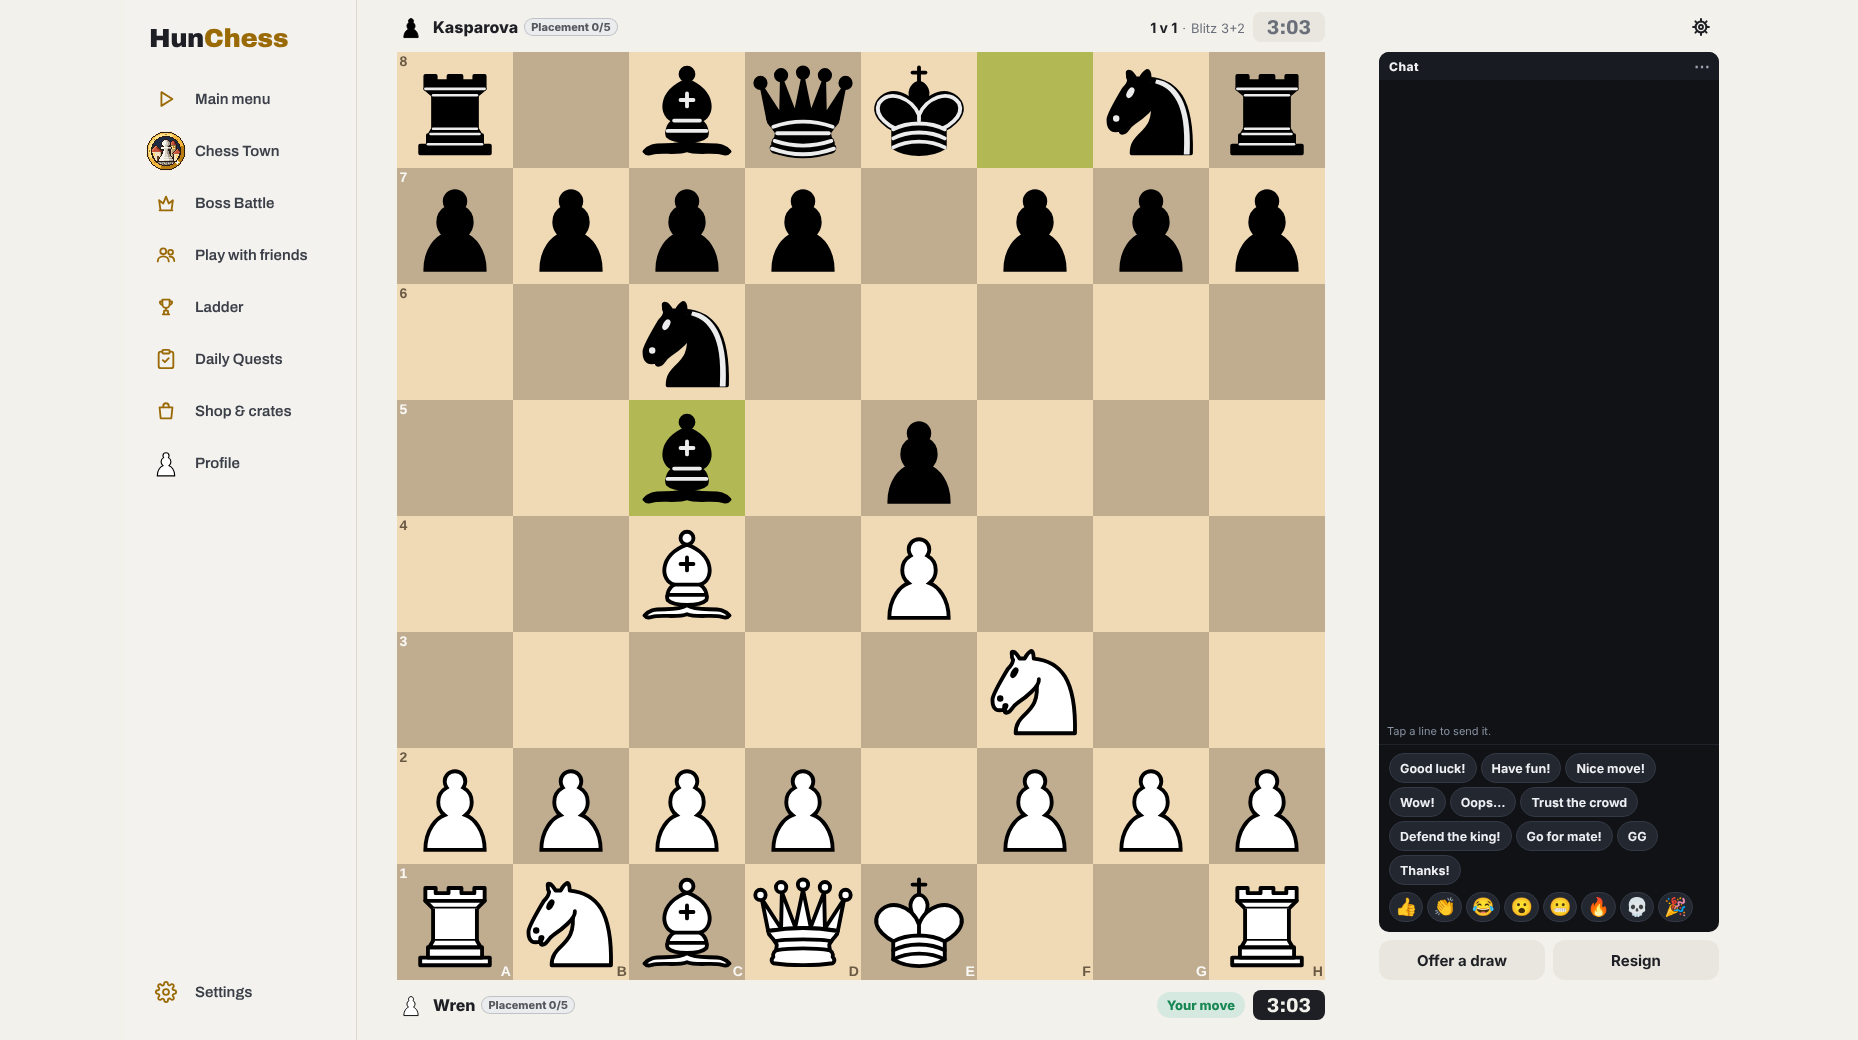 HunChess
Main menu
Chess Town
Boss Battle
Play with friends
Ladder
Daily Quests
Shop & crates
Profile
Settings
Kasparova Placement 0/5
1 v 1 · Blitz 3+2 3:03
8
7
6
5
4
3
2
1
A B C D E F G H
Wren Placement 0/5
Your move 3:03
Chat
Tap a line to send it.
Good luck! Have fun! Nice move!
Wow! Oops... Trust the crowd
Defend the king! Go for mate! GG
Thanks!
Offer a draw Resign